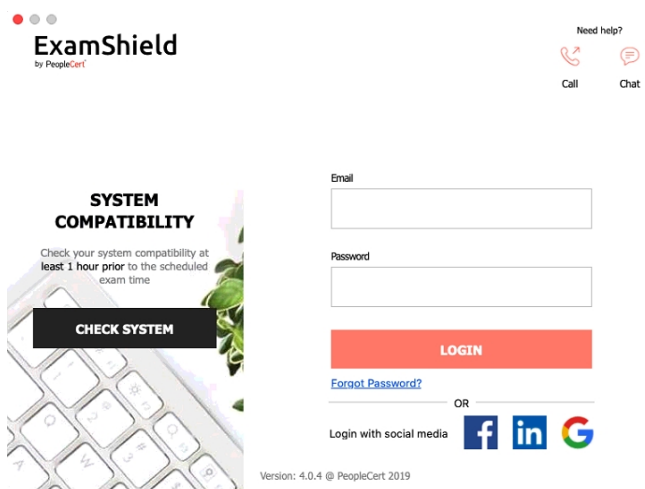 ExamShield
by PeopleCert
Need help?
Call
Chat
SYSTEM
COMPATIBILITY
Check your system compatibility at
least 1 hour prior to the scheduled
exam time
CHECK SYSTEM
Email
Password
LOGIN
Forgot Password?
OR
Login with social media
f
in
G
Version: 4.0.4 @ PeopleCert 2019